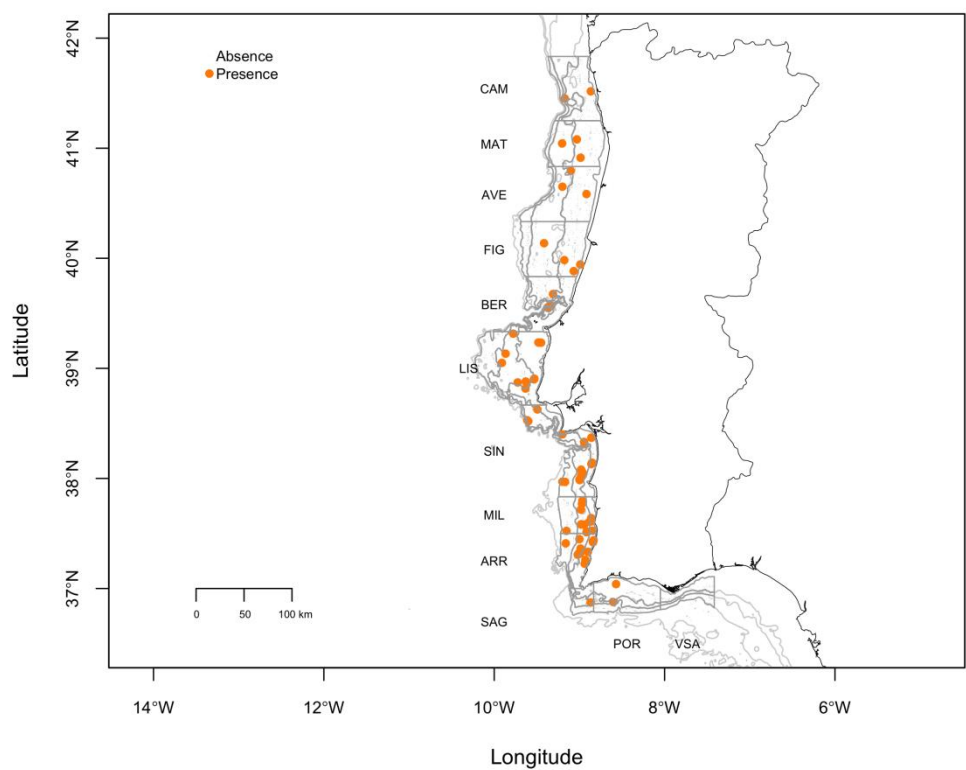 42°N
41°N
40°N
39°N
38°N
37°N
Latitude
Absence
Presence
CAM
MAT
AVE
FIG
BER
LIS
SIN
MIL
ARR
SAG
POR VSA
0 50 100 km
14°W 12°W 10°W 8°W 6°W
Longitude